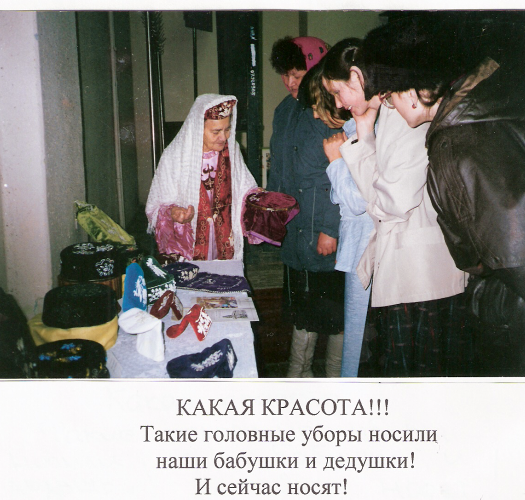 КАКАЯ КРАСОТА!!!
Такие головные уборы носили
наши бабушки и дедушки!
И сейчас носят!